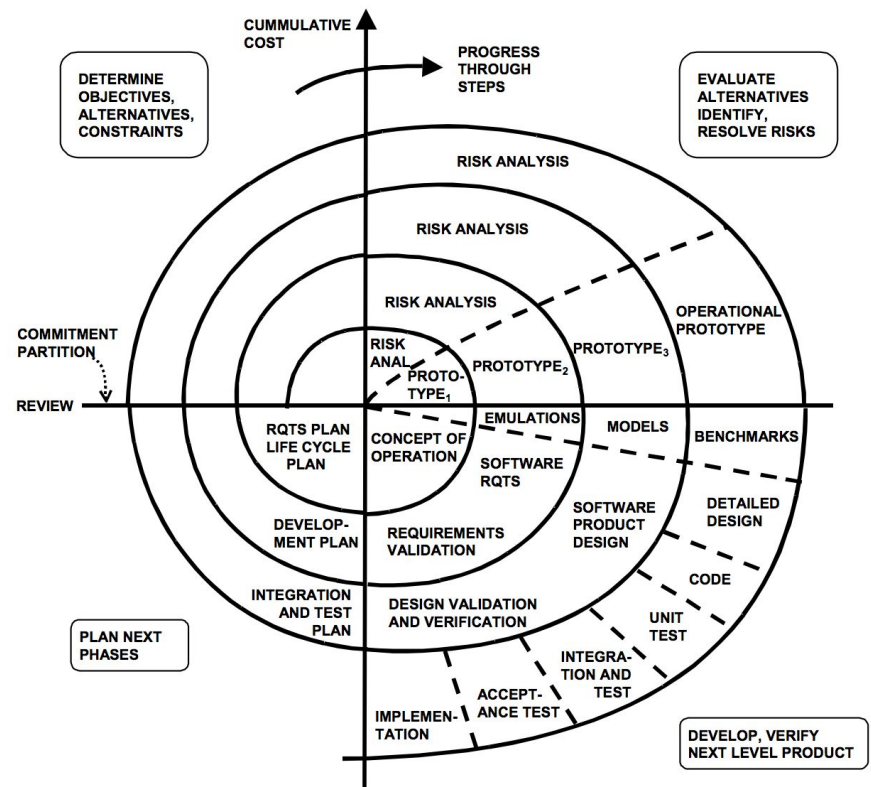 CUMMULATIVE
COST
PROGRESS
THROUGH
STEPS
DETERMINE
OBJECTIVES,
ALTERNATIVES,
CONSTRAINTS
EVALUATE
ALTERNATIVES
IDENTIFY,
RESOLVE RISKS
RISK ANALYSIS
RISK ANALYSIS
RISK ANALYSIS
RISK
ANAL.
PROTO-
TYPE1
PROTOTYPE2
PROTOTYPE3
OPERATIONAL
PROTOTYPE
COMMITMENT
PARTITION
REVIEW
EMULATIONS
MODELS
BENCHMARKS
RQTS PLAN
LIFE CYCLE
PLAN
CONCEPT OF
OPERATION
SOFTWARE
RQTS
SOFTWARE
PRODUCT
DESIGN
DETAILED
DESIGN
DEVELOP-
MENT PLAN
REQUIREMENTS
VALIDATION
CODE
INTEGRATION
AND TEST
PLAN
DESIGN VALIDATION
AND VERIFICATION
UNIT
TEST
PLAN NEXT
PHASES
INTEGRA-
TION AND
TEST
ACCEPT-
ANCE TEST
IMPLEMEN-
TATION
DEVELOP, VERIFY
NEXT LEVEL PRODUCT